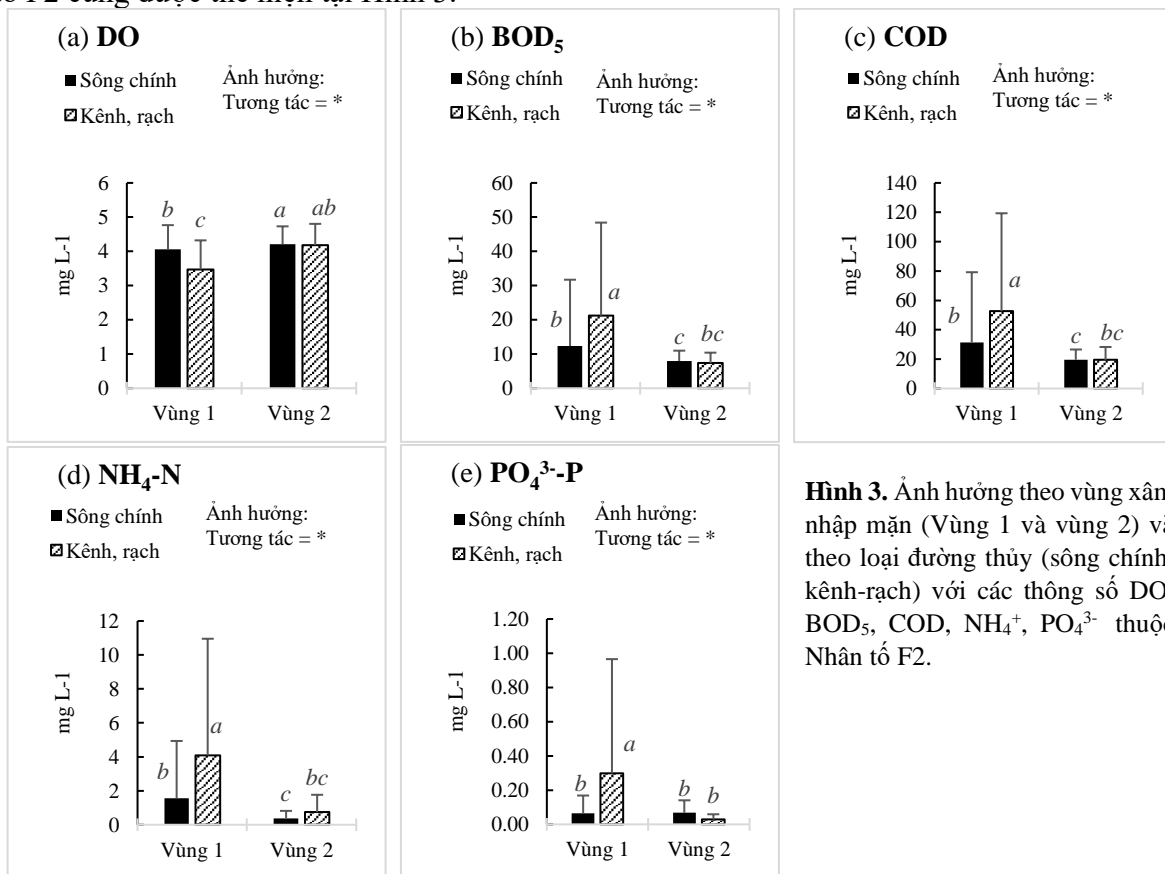 (a) DO
Sông chính
Kênh, rạch
Ảnh hưởng:
Tương tác = *
mg L-1
6
5
4
3
2
1
0
b
c
a
ab
Vùng 1
Vùng 2
(b) BOD₅
Sông chính
Kênh, rạch
Ảnh hưởng:
Tương tác = *
mg L-1
60
50
40
30
20
10
0
b
a
c
bc
Vùng 1
Vùng 2
(c) COD
Sông chính
Kênh, rạch
Ảnh hưởng:
Tương tác = *
mg L-1
140
120
100
80
60
40
20
0
b
a
c
bc
Vùng 1
Vùng 2
(d) NH₄-N
Sông chính
Kênh, rạch
Ảnh hưởng:
Tương tác = *
mg L-1
12
10
8
6
4
2
0
b
a
c
bc
Vùng 1
Vùng 2
(e) PO₄³⁻-P
Sông chính
Kênh, rạch
Ảnh hưởng:
Tương tác = *
mg L-1
1.20
1.00
0.80
0.60
0.40
0.20
0.00
b
a
b
b
Vùng 1
Vùng 2
Hình 3. Ảnh hưởng theo vùng xâm
nhập mặn (Vùng 1 và vùng 2) và
theo loại đường thủy (sông chính,
kênh-rạch) với các thông số DO,
BOD₅, COD, NH₄⁺, PO₄³⁻ thuộc
Nhân tố F2.